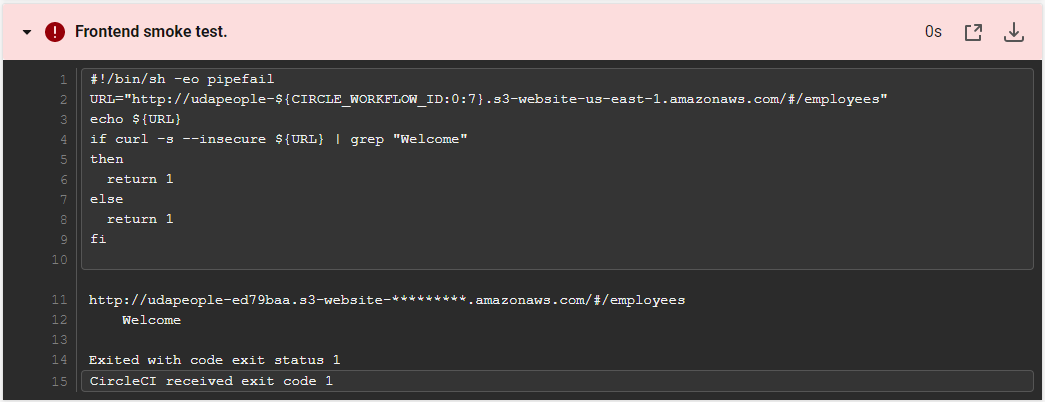 Frontend smoke test.
0s
1 #!/bin/sh -eo pipefail
2 URL="http://udapeople-${CIRCLE_WORKFLOW_ID:0:7}.s3-website-us-east-1.amazonaws.com/#/employees"
3 echo ${URL}
4 if curl -s --insecure ${URL} | grep "Welcome"
5 then
6   return 1
7 else
8   return 1
9 fi
10
11 http://udapeople-ed79baa.s3-website-*********.amazonaws.com/#/employees
12     Welcome
13
14 Exited with code exit status 1
15 CircleCI received exit code 1